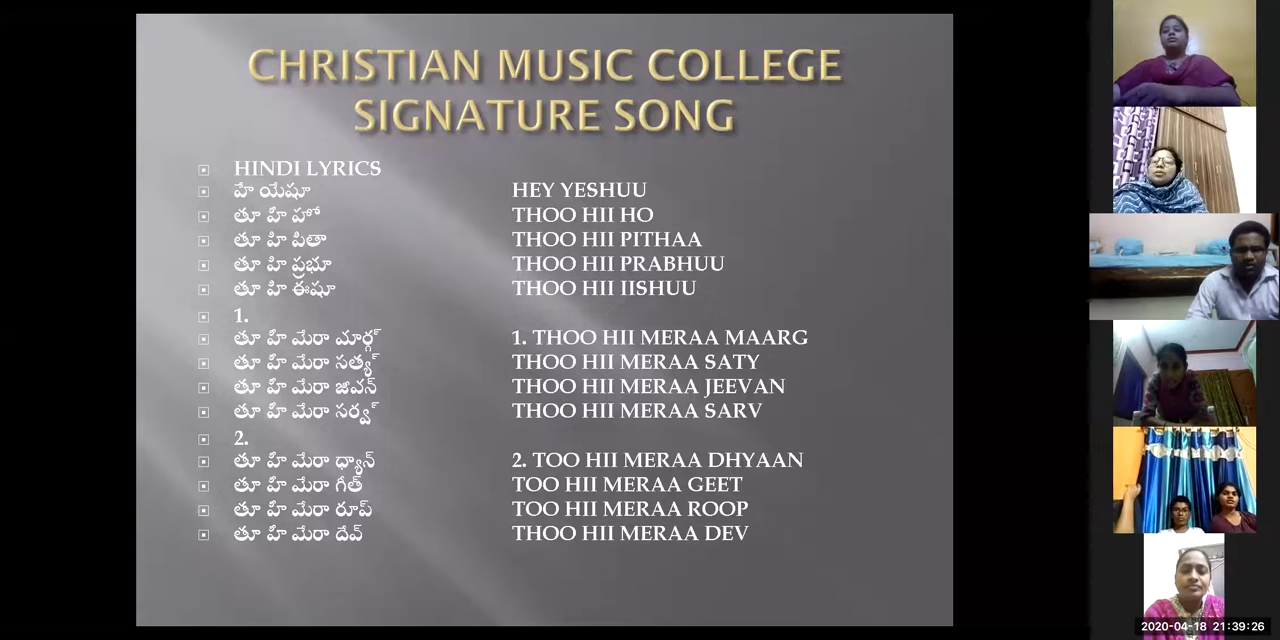 CHRISTIAN MUSIC COLLEGE
SIGNATURE SONG
HINDI LYRICS
హే యేషూ HEY YESHUU
తూ హి హో THOO HII HO
తూ హి పితా THOO HII PITHAA
తూ హి ప్రభూ THOO HII PRABHUU
తూ హి ఈషూ THOO HII IISHUU
1.
తూ హి మేరా మార్గ్ 1. THOO HII MERAA MAARG
తూ హి మేరా సత్య్ THOO HII MERAA SATY
తూ హి మేరా జీవన్ THOO HII MERAA JEEVAN
తూ హి మేరా సర్వ్ THOO HII MERAA SARV
2.
తూ హి మేరా ధ్యాన్ 2. TOO HII MERAA DHYAAN
తూ హి మేరా గీత్ TOO HII MERAA GEET
తూ హి మేరా రూప్ TOO HII MERAA ROOP
తూ హి మేరా దేవ్ THOO HII MERAA DEV
2020-04-18 21:39:26